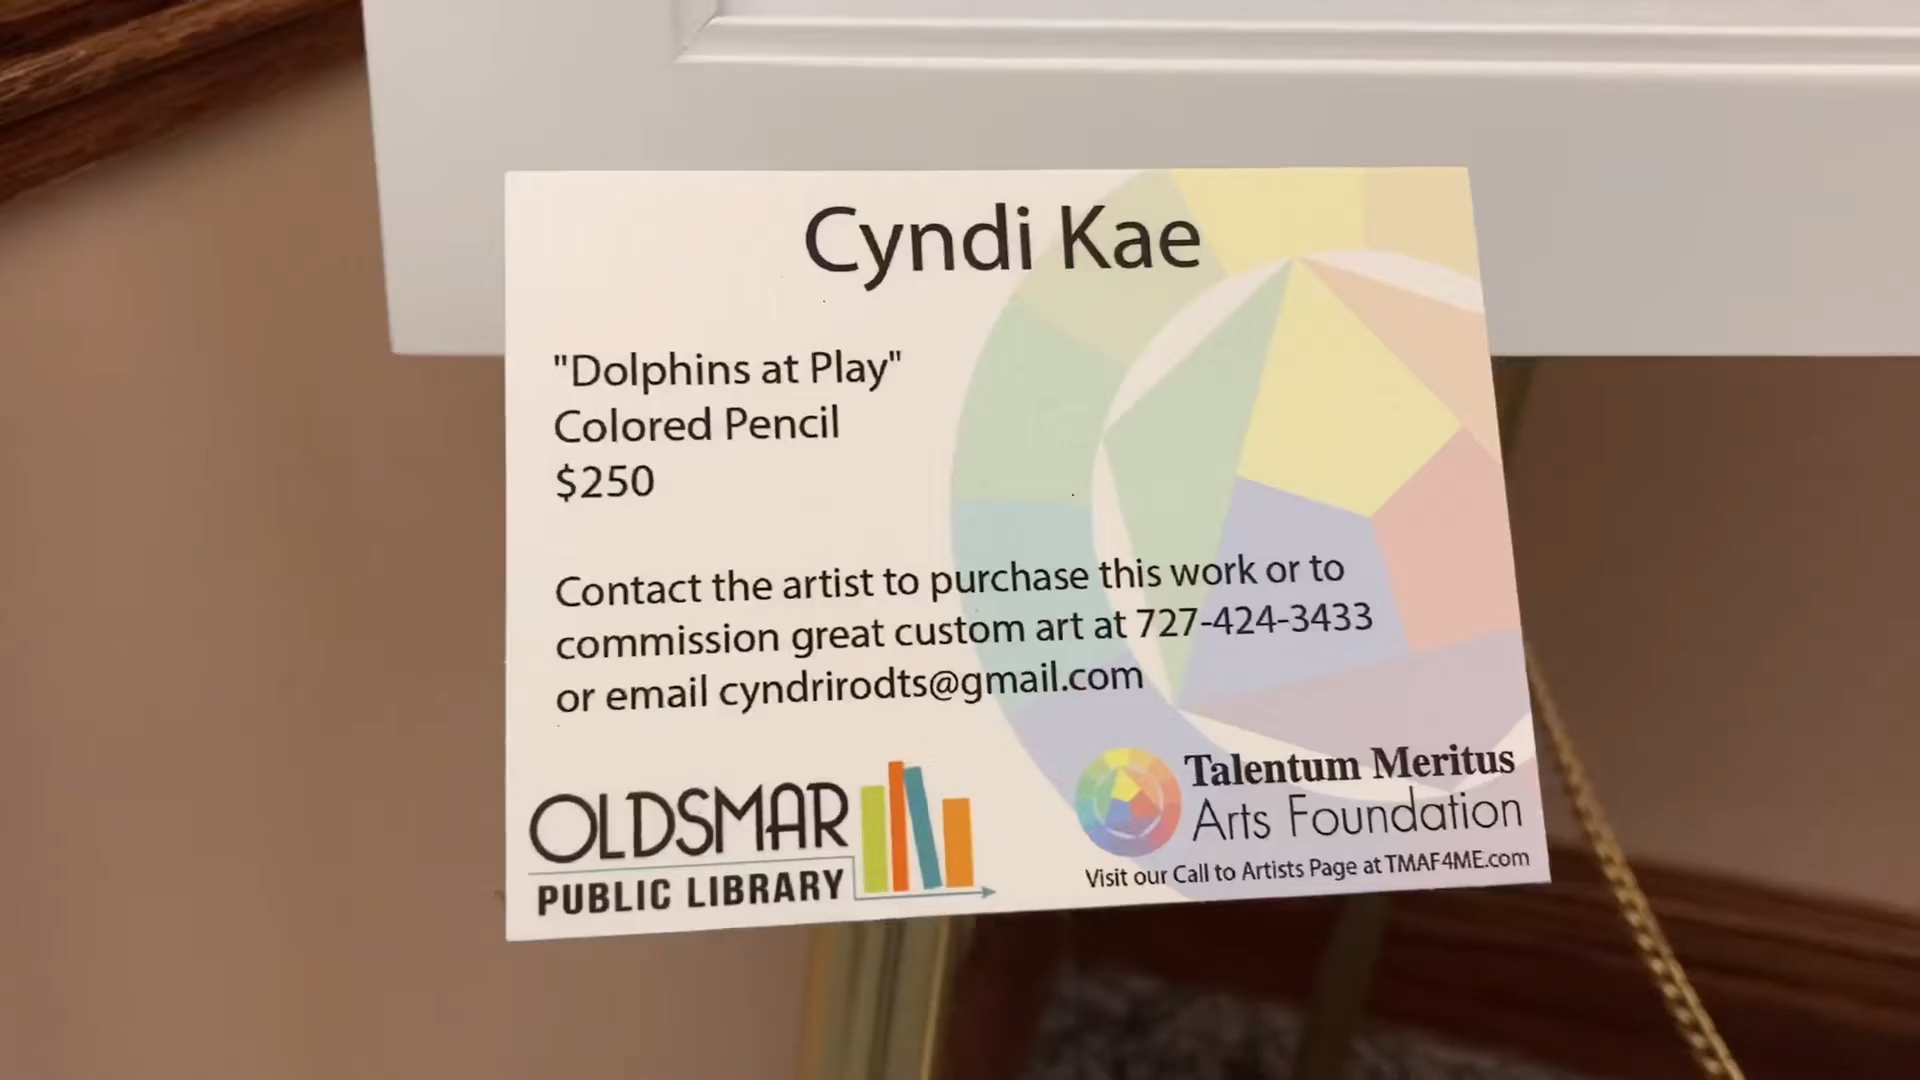 Cyndi Kae
"Dolphins at Play"
Colored Pencil
$250
Contact the artist to purchase this work or to
commission great custom art at 727-424-3433
or email cyndrirodts@gmail.com
OLDSMAR
PUBLIC LIBRARY
Talentum Meritus
Arts Foundation
Visit our Call to Artists Page at TMAF4ME.com